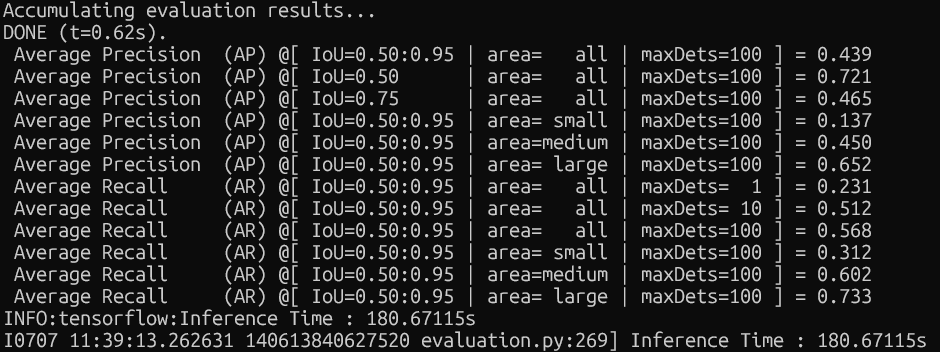 Accumulating evaluation results...
DONE (t=0.62s).
 Average Precision  (AP) @[ IoU=0.50:0.95 | area=   all | maxDets=100 ] = 0.439
 Average Precision  (AP) @[ IoU=0.50      | area=   all | maxDets=100 ] = 0.721
 Average Precision  (AP) @[ IoU=0.75      | area=   all | maxDets=100 ] = 0.465
 Average Precision  (AP) @[ IoU=0.50:0.95 | area= small | maxDets=100 ] = 0.137
 Average Precision  (AP) @[ IoU=0.50:0.95 | area=medium | maxDets=100 ] = 0.450
 Average Precision  (AP) @[ IoU=0.50:0.95 | area= large | maxDets=100 ] = 0.652
 Average Recall     (AR) @[ IoU=0.50:0.95 | area=   all | maxDets=  1 ] = 0.231
 Average Recall     (AR) @[ IoU=0.50:0.95 | area=   all | maxDets= 10 ] = 0.512
 Average Recall     (AR) @[ IoU=0.50:0.95 | area=   all | maxDets=100 ] = 0.568
 Average Recall     (AR) @[ IoU=0.50:0.95 | area= small | maxDets=100 ] = 0.312
 Average Recall     (AR) @[ IoU=0.50:0.95 | area=medium | maxDets=100 ] = 0.602
 Average Recall     (AR) @[ IoU=0.50:0.95 | area= large | maxDets=100 ] = 0.733
INFO:tensorflow:Inference Time : 180.67115s
I0707 11:39:13.262631 140613840627520 evaluation.py:269] Inference Time : 180.67115s